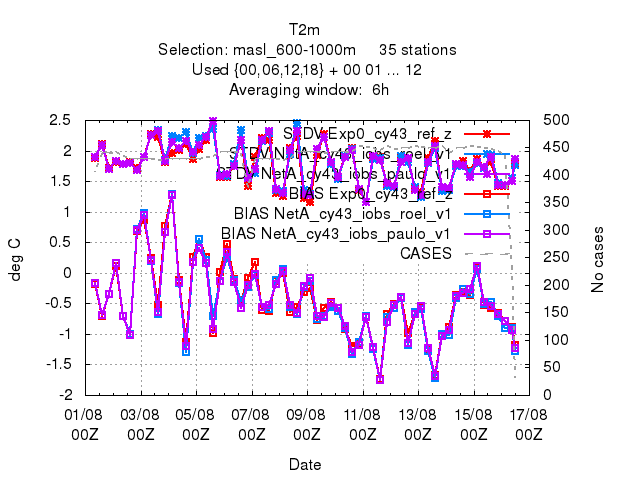 T2m
Selection: masl_600-1000m 35 stations
Used {00,06,12,18} + 00 01 ... 12
Averaging window: 6h
STDV Exp0_cy43_ref_z
STDV NetA_cy43_iobs_roel_v1
STDV NetA_cy43_iobs_paulo_v1
BIAS Exp0_cy43_ref_z
BIAS NetA_cy43_iobs_roel_v1
BIAS NetA_cy43_iobs_paulo_v1
CASES
2.5
2
1.5
1
0.5
0
-0.5
-1
-1.5
-2
deg C
500
450
400
350
300
250
200
150
100
50
0
No cases
01/08 03/08 05/08 07/08 09/08 11/08 13/08 15/08 17/08
00Z 00Z 00Z 00Z 00Z 00Z 00Z 00Z 00Z
Date